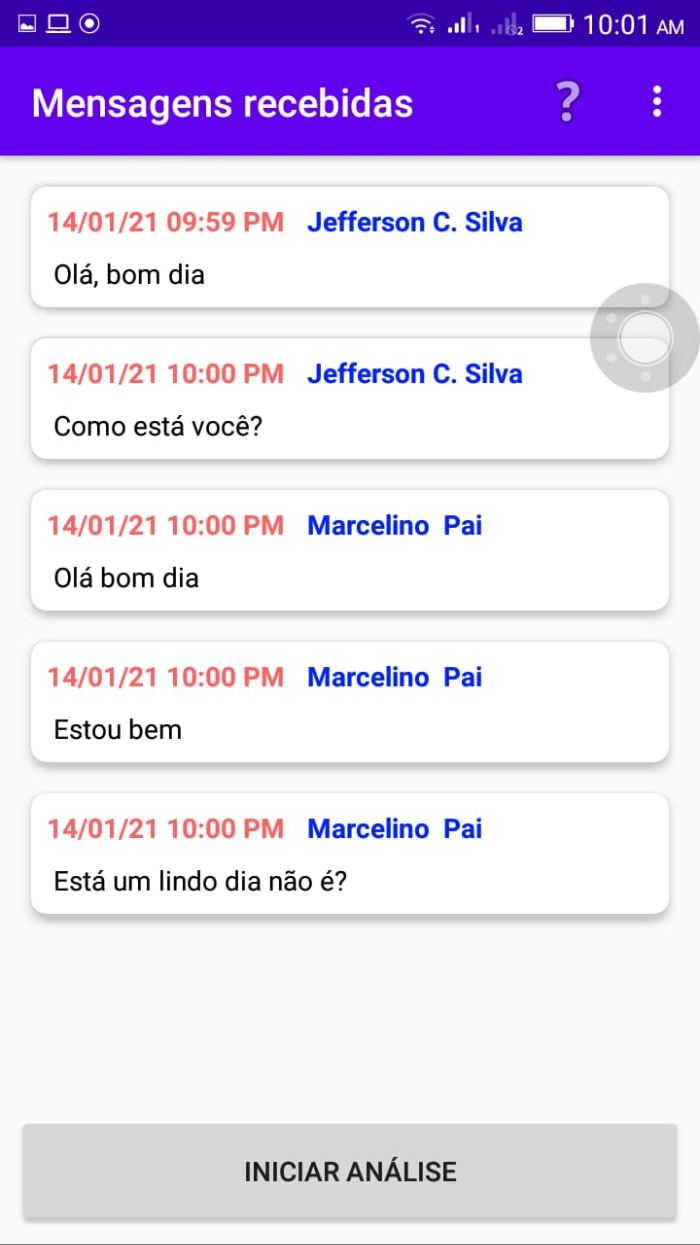 10:01 AM
Mensagens recebidas ?
14/01/21 09:59 PM Jefferson C. Silva
Olá, bom dia
14/01/21 10:00 PM Jefferson C. Silva
Como está você?
14/01/21 10:00 PM Marcelino Pai
Olá bom dia
14/01/21 10:00 PM Marcelino Pai
Estou bem
14/01/21 10:00 PM Marcelino Pai
Está um lindo dia não é?
INICIAR ANÁLISE